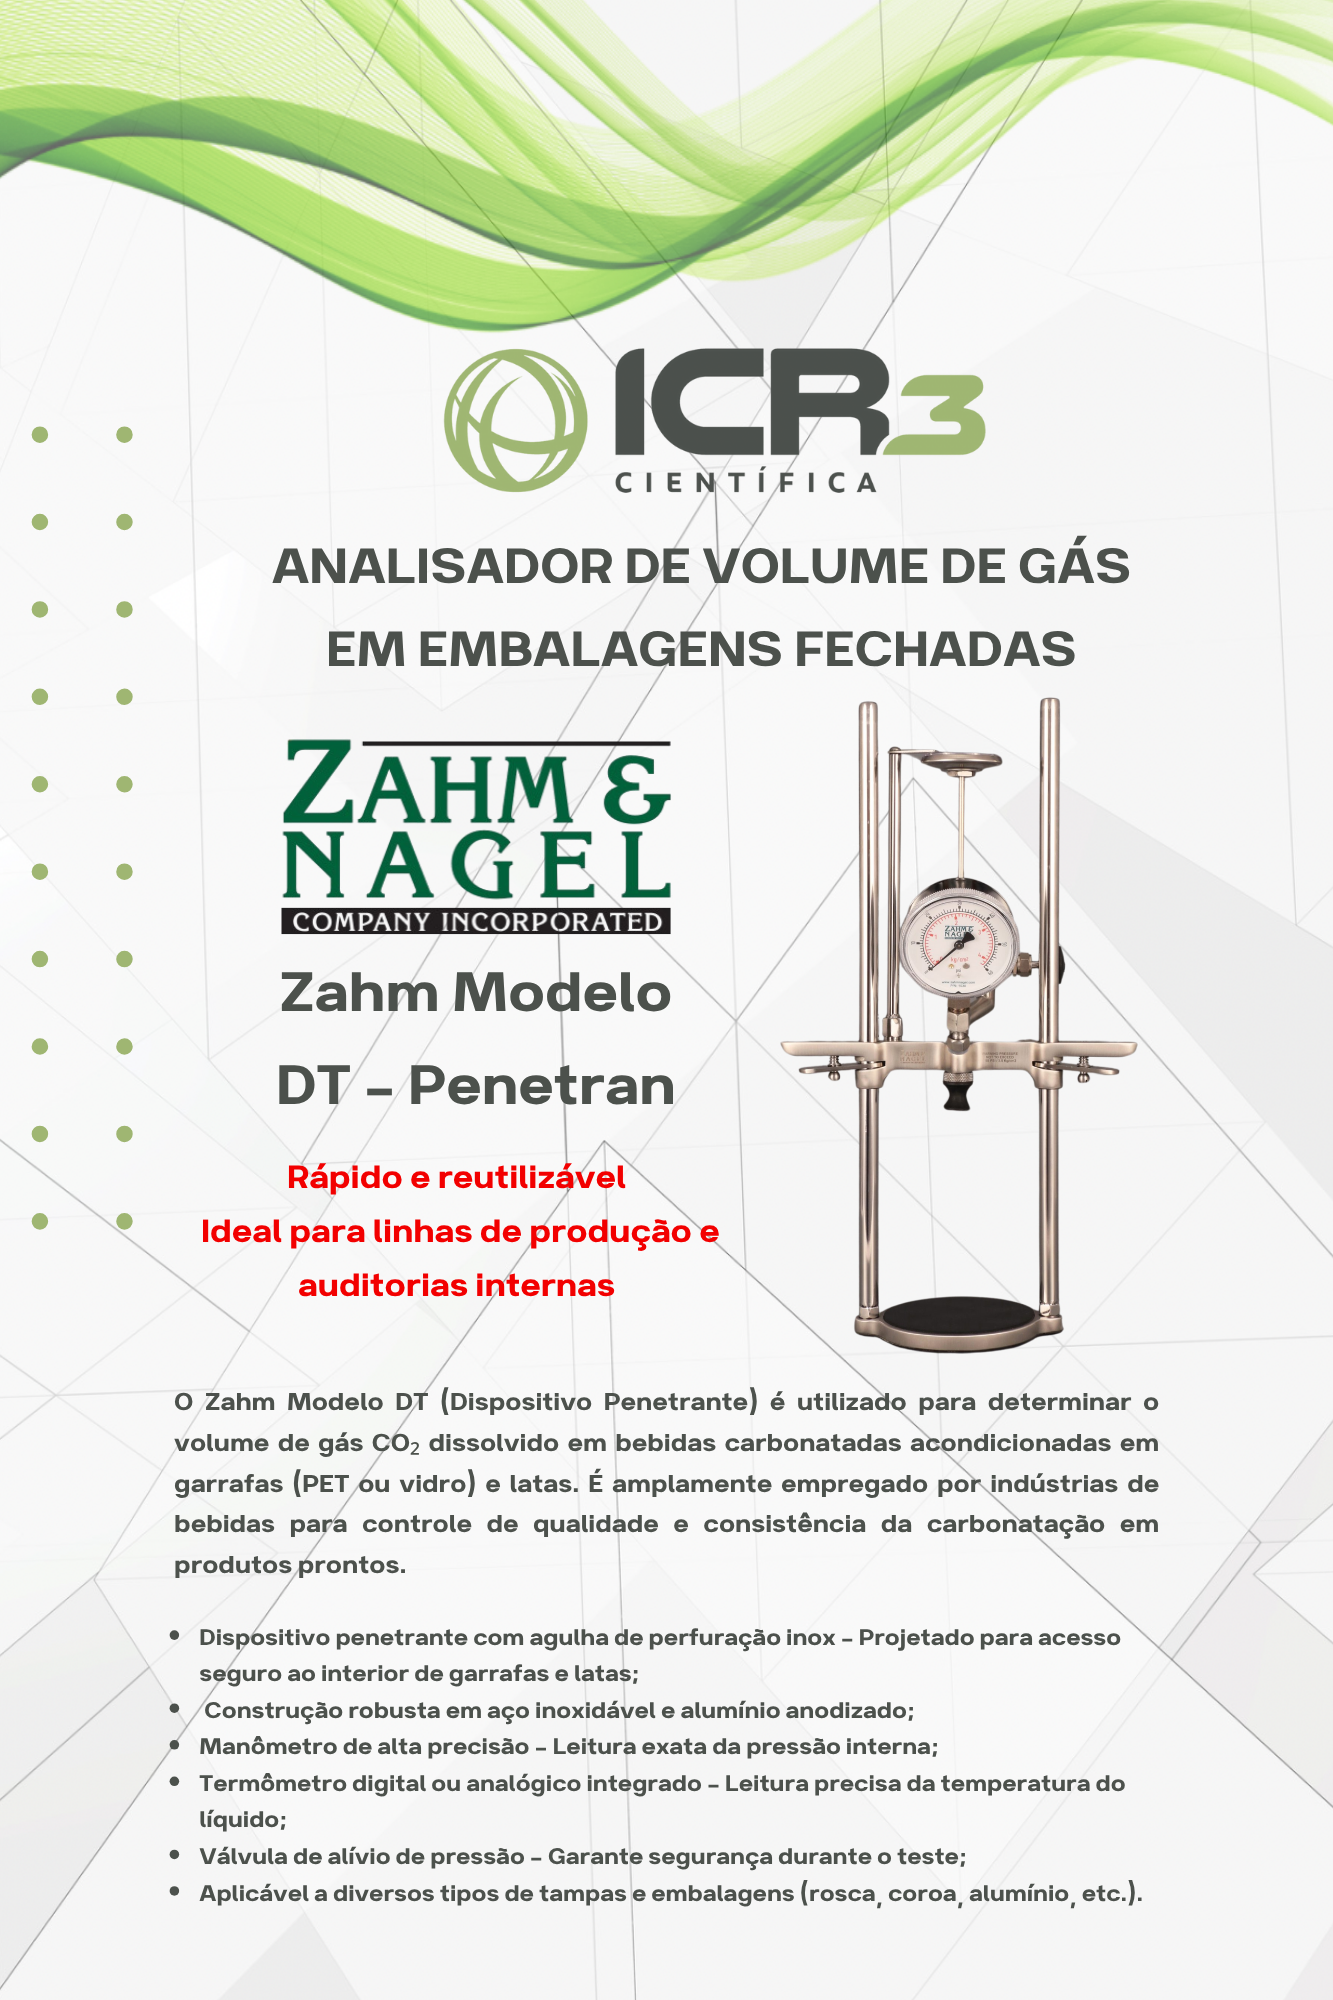 ICR3
CIENTÍFICA
ANALISADOR DE VOLUME DE GÁS
EM EMBALAGENS FECHADAS
ZAHM &
NAGEL
COMPANY INCORPORATED
Zahm Modelo
DT – Penetran
Rápido e reutilizável
Ideal para linhas de produção e
auditorias internas
ZAHM &
NAGEL
kg/cm²
O Zahm Modelo DT (Dispositivo Penetrante) é utilizado para determinar o
volume de gás CO₂ dissolvido em bebidas carbonatadas acondicionadas em
garrafas (PET ou vidro) e latas. É amplamente empregado por indústrias de
bebidas para controle de qualidade e consistência da carbonatação em
produtos prontos.
• Dispositivo penetrante com agulha de perfuração inox – Projetado para acesso
seguro ao interior de garrafas e latas;
• Construção robusta em aço inoxidável e alumínio anodizado;
• Manômetro de alta precisão – Leitura exata da pressão interna;
• Termômetro digital ou analógico integrado – Leitura precisa da temperatura do
líquido;
• Válvula de alívio de pressão – Garante segurança durante o teste;
• Aplicável a diversos tipos de tampas e embalagens (rosca, coroa, alumínio, etc.).